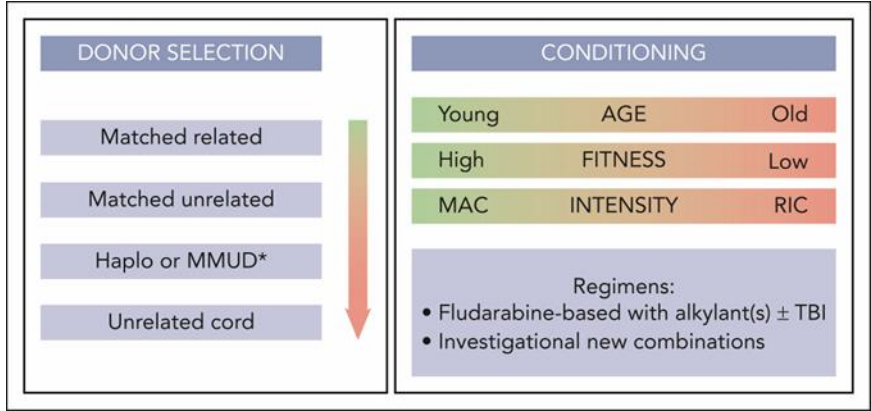 DONOR SELECTION
Matched related
Matched unrelated
Haplo or MMUD*
Unrelated cord
CONDITIONING
Young AGE Old
High FITNESS Low
MAC INTENSITY RIC
Regimens:
• Fludarabine-based with alkylant(s) ± TBI
• Investigational new combinations